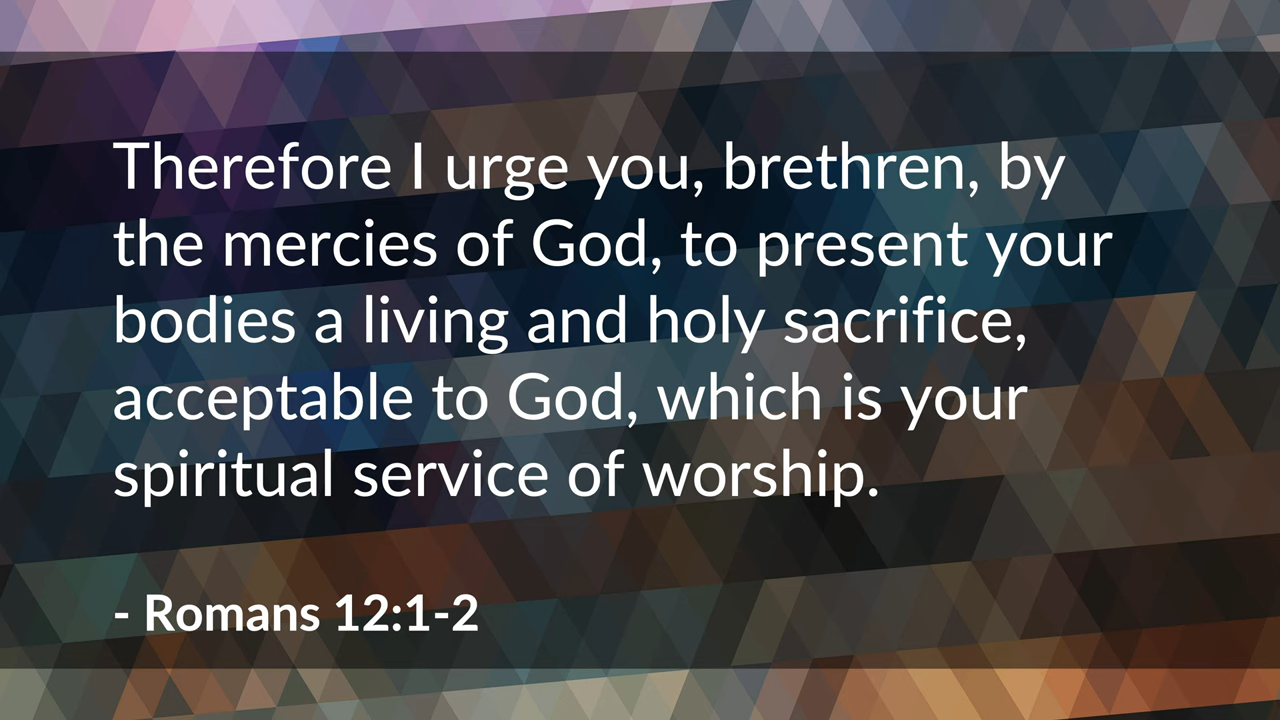 Therefore I urge you, brethren, by
the mercies of God, to present your
bodies a living and holy sacrifice,
acceptable to God, which is your
spiritual service of worship.
- Romans 12:1-2